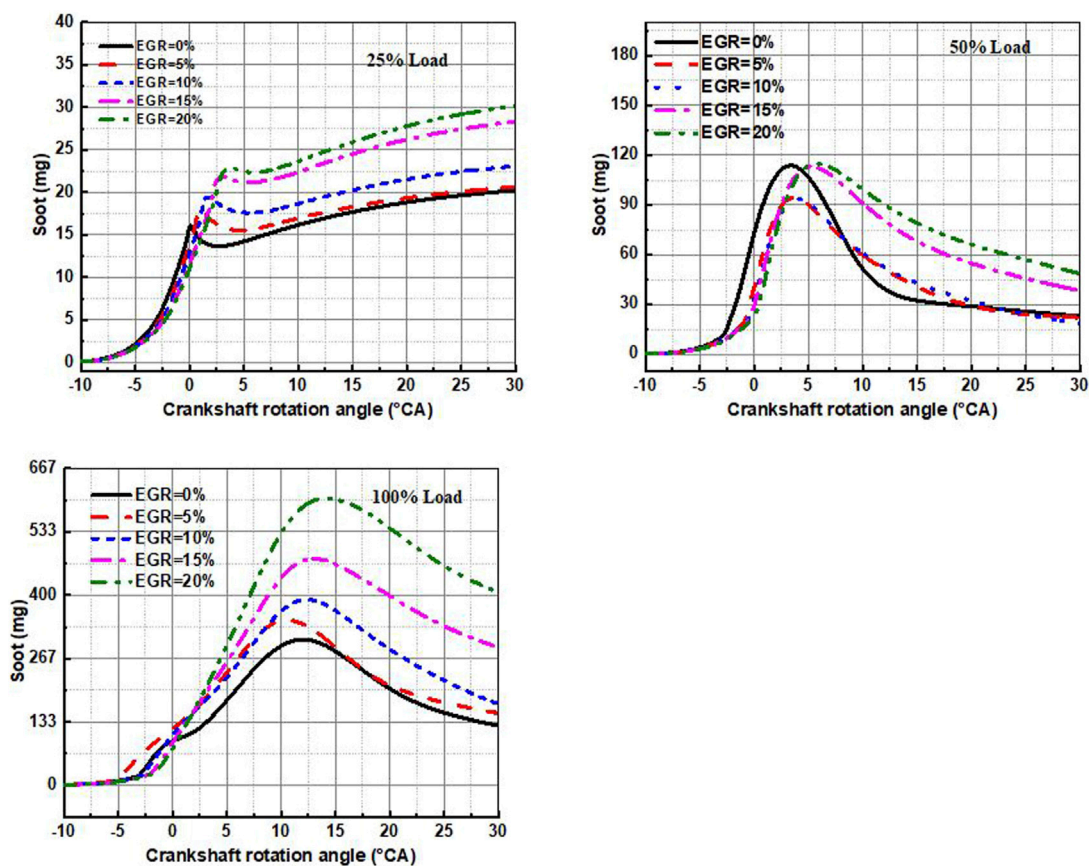 40
35
30
25
20
15
10
5
0
Soot (mg)
EGR=0%
EGR=5%
EGR=10%
EGR=15%
EGR=20%
25% Load
-10 -5 0 5 10 15 20 25 30
Crankshaft rotation angle (°CA)
180
150
120
90
60
30
0
Soot (mg)
EGR=0%
EGR=5%
EGR=10%
EGR=15%
EGR=20%
50% Load
-10 -5 0 5 10 15 20 25 30
Crankshaft rotation angle (°CA)
667
533
400
267
133
0
Soot (mg)
EGR=0%
EGR=5%
EGR=10%
EGR=15%
EGR=20%
100% Load
-10 -5 0 5 10 15 20 25 30
Crankshaft rotation angle (°CA)